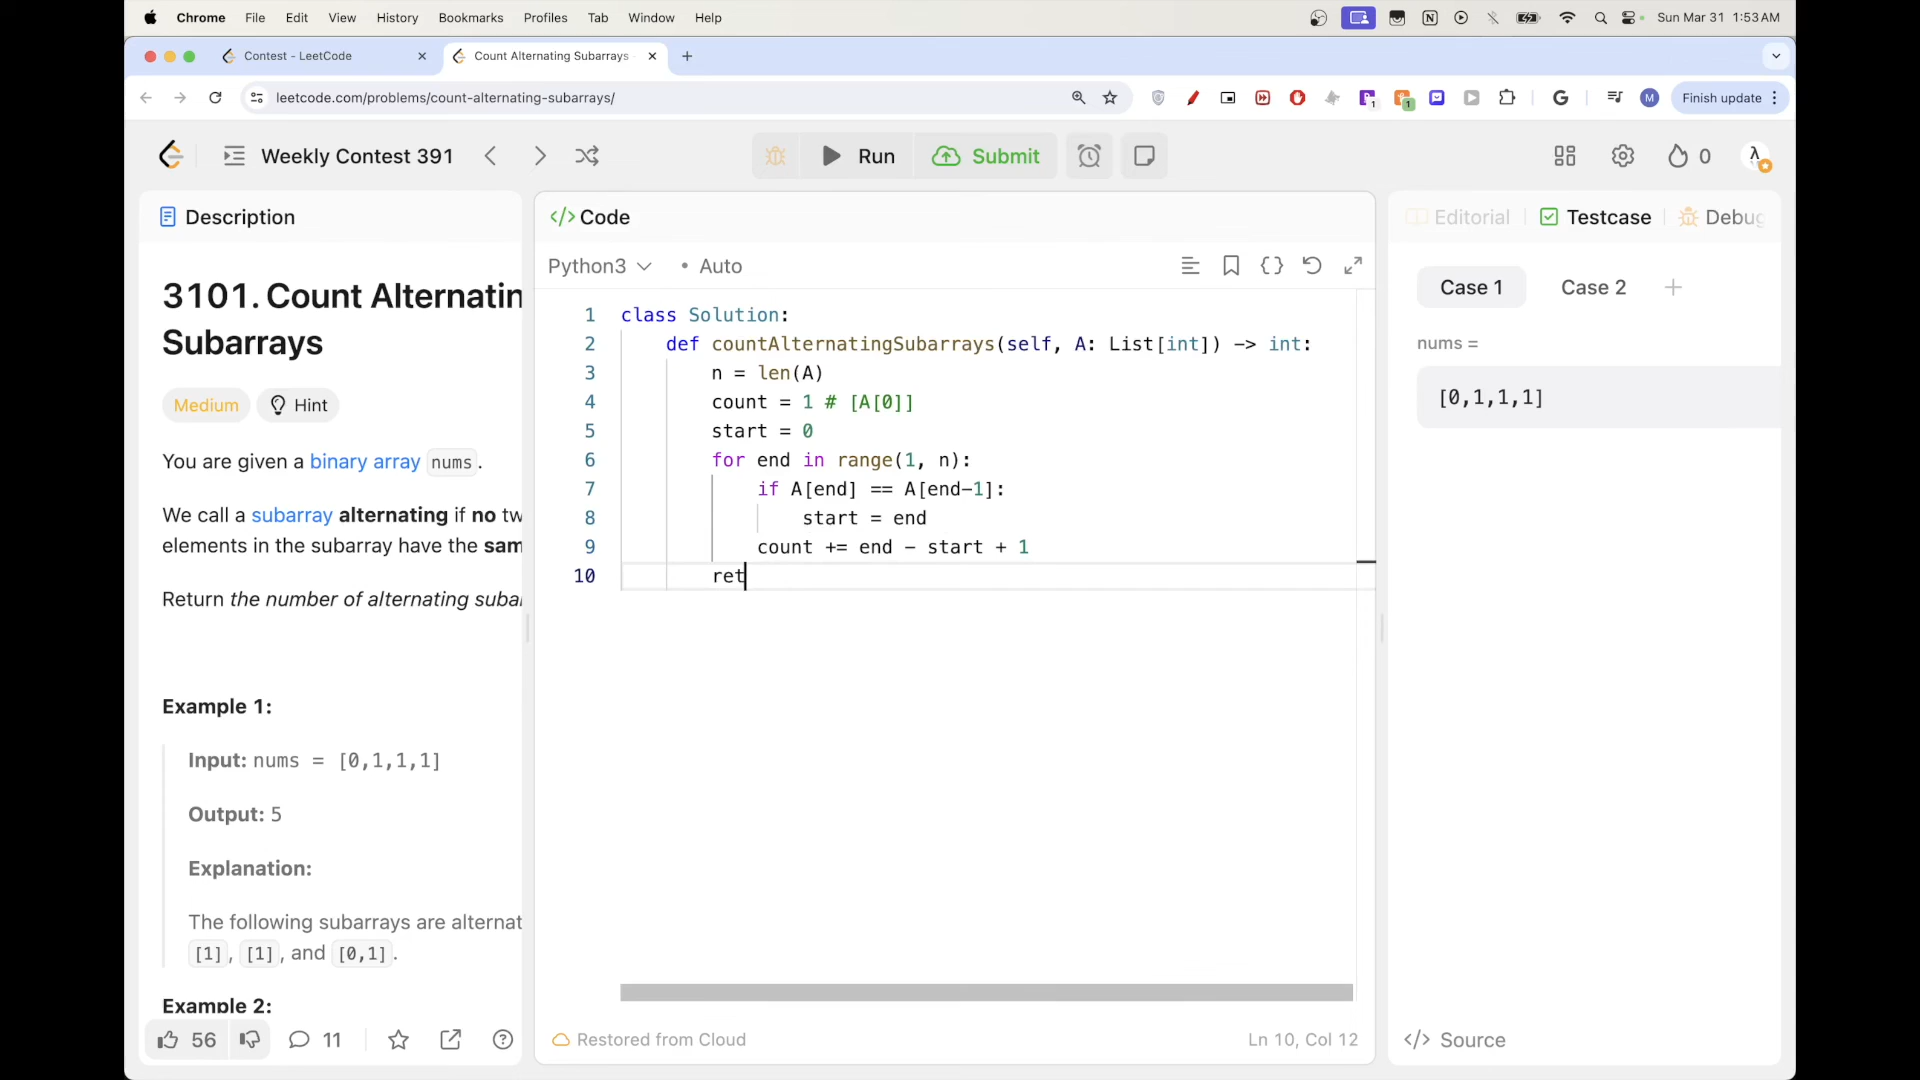 Chrome File Edit View History Bookmarks Profiles Tab Window Help Sun Mar 31 1:53 AM
Contest - LeetCode Count Alternating Subarrays -
leetcode.com/problems/count-alternating-subarrays/ 1 1 G M Finish update
Weekly Contest 391 Run Submit 0 λ
Description </> Code Editorial Testcase Debug
Python3 • Auto
3101. Count Alternatin
Subarrays
Medium Hint
You are given a binary array nums.
We call a subarray alternating if no tw
elements in the subarray have the sam
Return the number of alternating subar
Example 1:
Input: nums = [0,1,1,1]
Output: 5
Explanation:
The following subarrays are alternat
[1], [1], and [0,1].
Example 2:
56 11
1 class Solution:
2 def countAlternatingSubarrays(self, A: List[int]) -> int:
3 n = len(A)
4 count = 1 # [A[0]]
5 start = 0
6 for end in range(1, n):
7 if A[end] == A[end-1]:
8 start = end
9 count += end - start + 1
10 ret
Restored from Cloud Ln 10, Col 12
Case 1 Case 2 +
nums =
[0,1,1,1]
</> Source